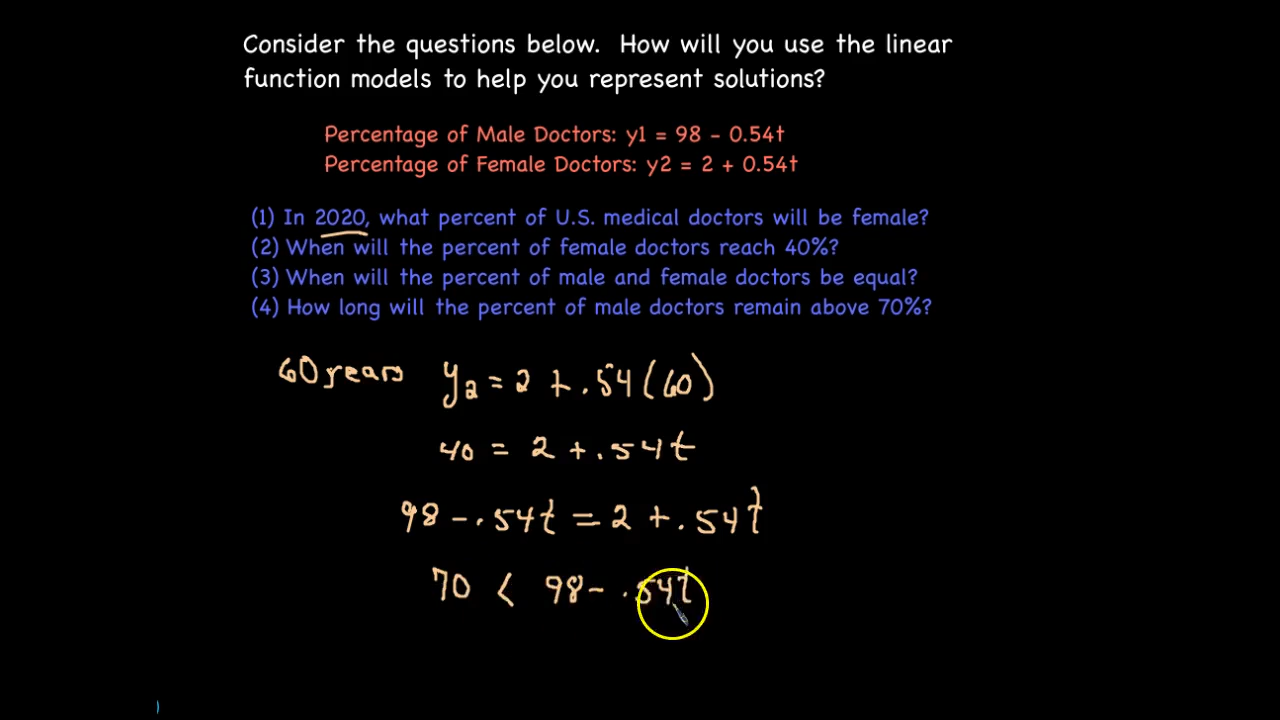 Consider the questions below. How will you use the linear
function models to help you represent solutions?
Percentage of Male Doctors: y1 = 98 - 0.54t
Percentage of Female Doctors: y2 = 2 + 0.54t
(1) In 2020, what percent of U.S. medical doctors will be female?
(2) When will the percent of female doctors reach 40%?
(3) When will the percent of male and female doctors be equal?
(4) How long will the percent of male doctors remain above 70%?
60 years y2 = 2 + .54(60)
40 = 2 + .54t
98 - .54t = 2 + .54t
70 < 98 - .54t
)